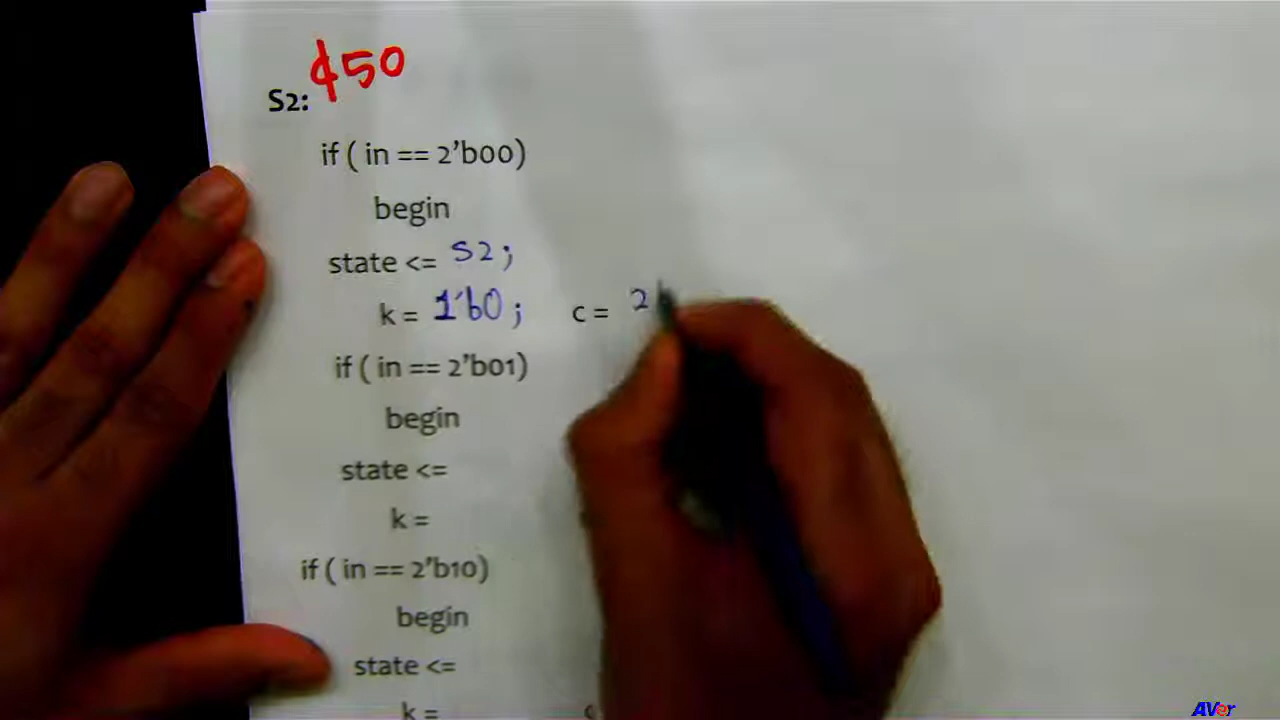 ¢50
S2:
if ( in == 2'b00)
begin
state <= S2;
k = 1'b0; c = 2
if ( in == 2'b01)
begin
state <=
k =
if ( in == 2'b10)
begin
state <=
k = c
AVer